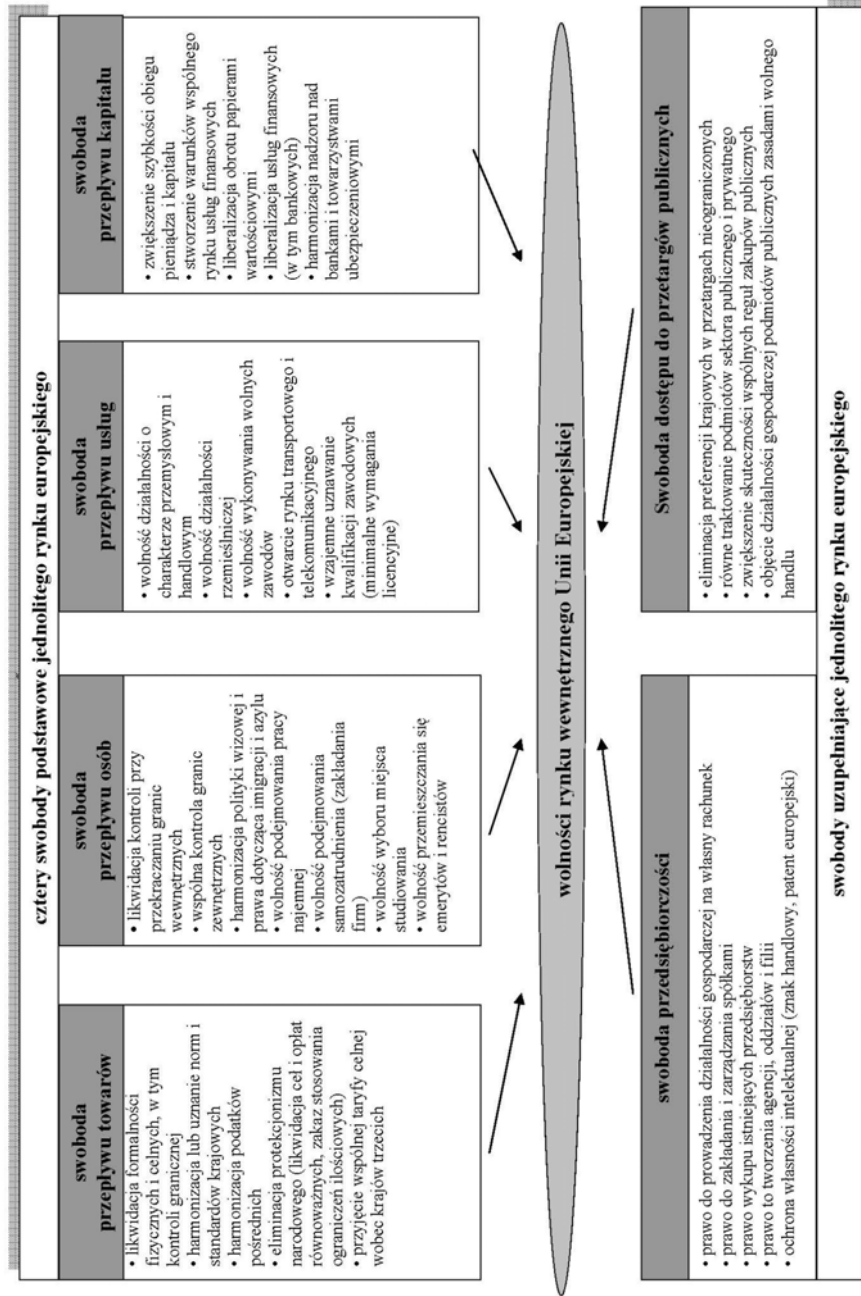 cztery swobody podstawowe jednolitego rynku europejskiego
swoboda
przepływu towarów
• likwidacja formalności
fizycznych i celnych, w tym
kontroli granicznej
• harmonizacja lub uznanie norm i
standardów krajowych
• harmonizacja podatków
pośrednich
• eliminacja protekcjonizmu
narodowego (likwidacja ceł i opłat
równoważnych, zakaz stosowania
ograniczeń ilościowych)
• przyjęcie wspólnej taryfy celnej
wobec krajów trzecich
swoboda
przepływu osób
• likwidacja kontroli przy
przekraczaniu granic
wewnętrznych
• wspólna kontrola granic
zewnętrznych
• harmonizacja polityki wizowej i
prawa dotycząca imigracji i azylu
• wolność podejmowania pracy
najemnej
• wolność podejmowania
samozatrudnienia (zakładania
firm)
• wolność wyboru miejsca
studiowania
• wolność przemieszczania się
emerytów i rencistów
swoboda
przepływu usług
• wolność działalności o
charakterze przemysłowym i
handlowym
• wolność działalności
rzemieślniczej
• wolność wykonywania wolnych
zawodów
• otwarcie rynku transportowego i
telekomunikacyjnego
• wzajemne uznawanie
kwalifikacji zawodowych
(minimalne wymagania
licencyjne)
swoboda
przepływu kapitału
• zwiększenie szybkości obiegu
pieniądza i kapitału
• stworzenie warunków wspólnego
rynku usług finansowych
• liberalizacja obrotu papierami
wartościowymi
• liberalizacja usług finansowych
(w tym bankowych)
• harmonizacja nadzoru nad
bankami i towarzystwami
ubezpieczeniowymi
wolności rynku wewnętrznego Unii Europejskiej
swoboda przedsiębiorczości
• prawo do prowadzenia działalności gospodarczej na własny rachunek
• prawo do zakładania i zarządzania spółkami
• prawo wykupu istniejących przedsiębiorstw
• prawo to tworzenia agencji, oddziałów i filii
• ochrona własności intelektualnej (znak handlowy, patent europejski)
Swoboda dostępu do przetargów publicznych
• eliminacja preferencji krajowych w przetargach nieograniczonych
• równe traktowanie podmiotów sektora publicznego i prywatnego
• zwiększenie skuteczności wspólnych reguł zakupów publicznych
• objęcie działalności gospodarczej podmiotów publicznych zasadami wolnego
handlu
swobody uzupełniające jednolitego rynku europejskiego